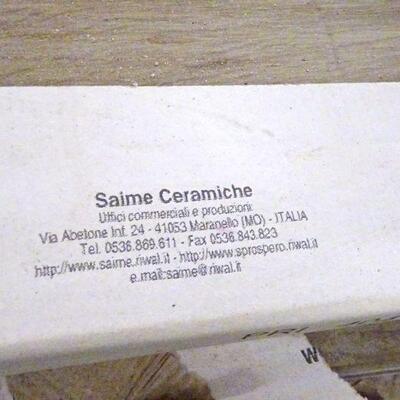 Saime Ceramiche
Uffici commerciali e produzioni:
Via Abetone Inf. 24 - 41053 Maranello (MO) - ITALIA
Tel. 0536.869.611 - Fax 0536.843.823
http://www.saime.riwal.it - http://www.sprospero.riwal.it
e.mail:saime@riwal.it
W